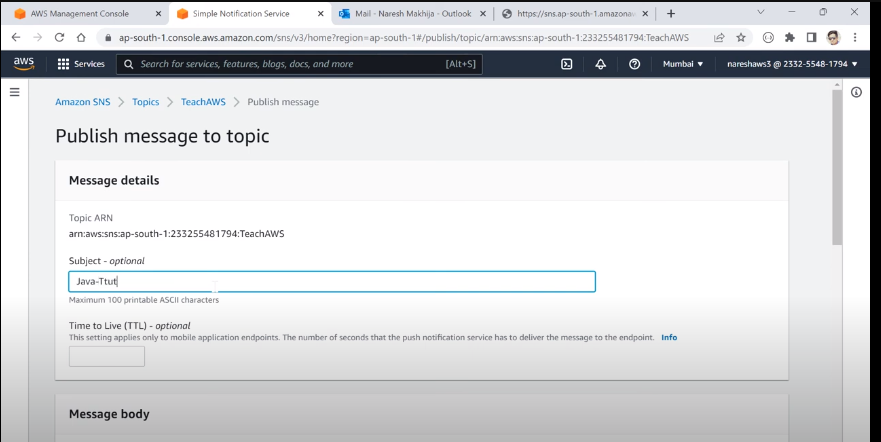 AWS Management Console
Simple Notification Service
Mail - Naresh Makhija - Outlook
https://sns.ap-south-1.amazona
ap-south-1.console.aws.amazon.com/sns/v3/home?region=ap-south-1#/publish/topic/arn:aws:sns:ap-south-1:233255481794:TeachAWS
aws Services Search for services, features, blogs, docs, and more [Alt+S] Mumbai nareshaws3 @ 2332-5548-1794
Amazon SNS > Topics > TeachAWS > Publish message
Publish message to topic
Message details
Topic ARN
arn:aws:sns:ap-south-1:233255481794:TeachAWS
Subject - optional
Java-Ttut
Maximum 100 printable ASCII characters
Time to Live (TTL) - optional
This setting applies only to mobile application endpoints. The number of seconds that the push notification service has to deliver the message to the endpoint. Info
Message body